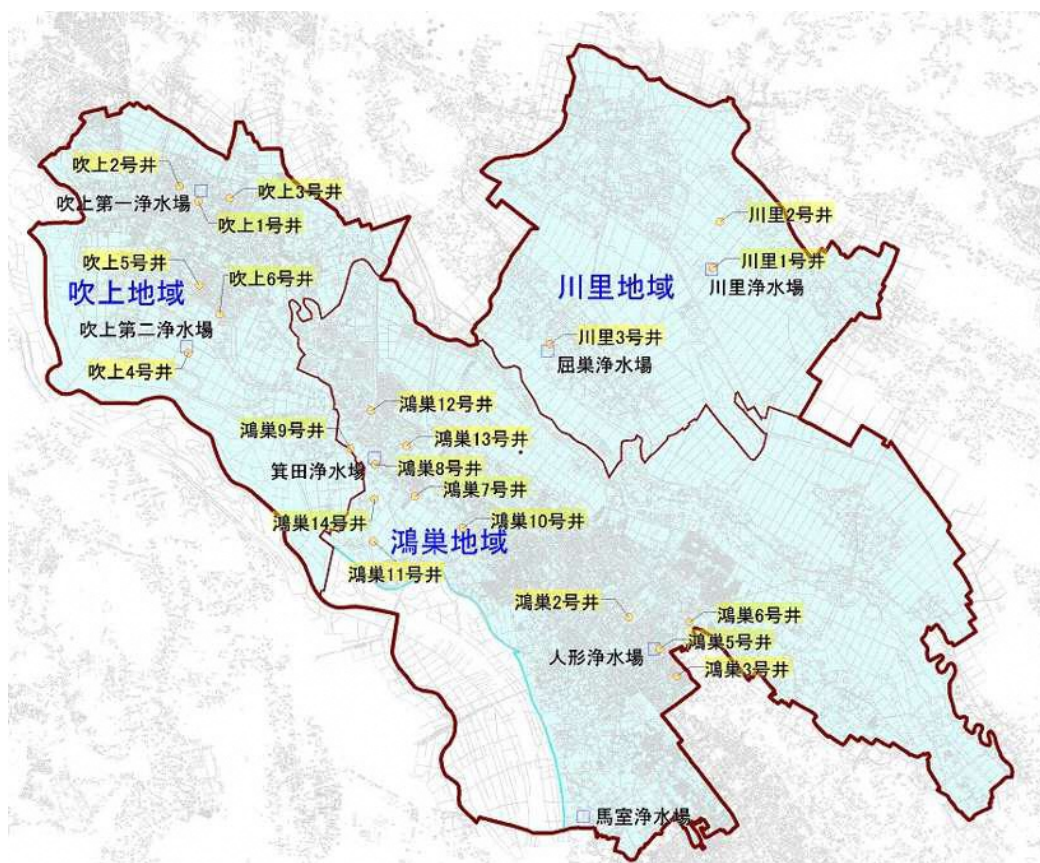 吹上2号井
吹上3号井
吹上第一浄水場
吹上1号井
川里2号井
吹上5号井
吹上6号井
川里1号井
吹上地域
川里地域
川里浄水場
吹上第二浄水場
川里3号井
屈巣浄水場
吹上4号井
鴻巣12号井
鴻巣9号井
鴻巣13号井
箕田浄水場
鴻巣8号井
鴻巣7号井
鴻巣14号井
鴻巣10号井
鴻巣地域
鴻巣11号井
鴻巣2号井
鴻巣6号井
鴻巣5号井
人形浄水場
鴻巣3号井
馬室浄水場